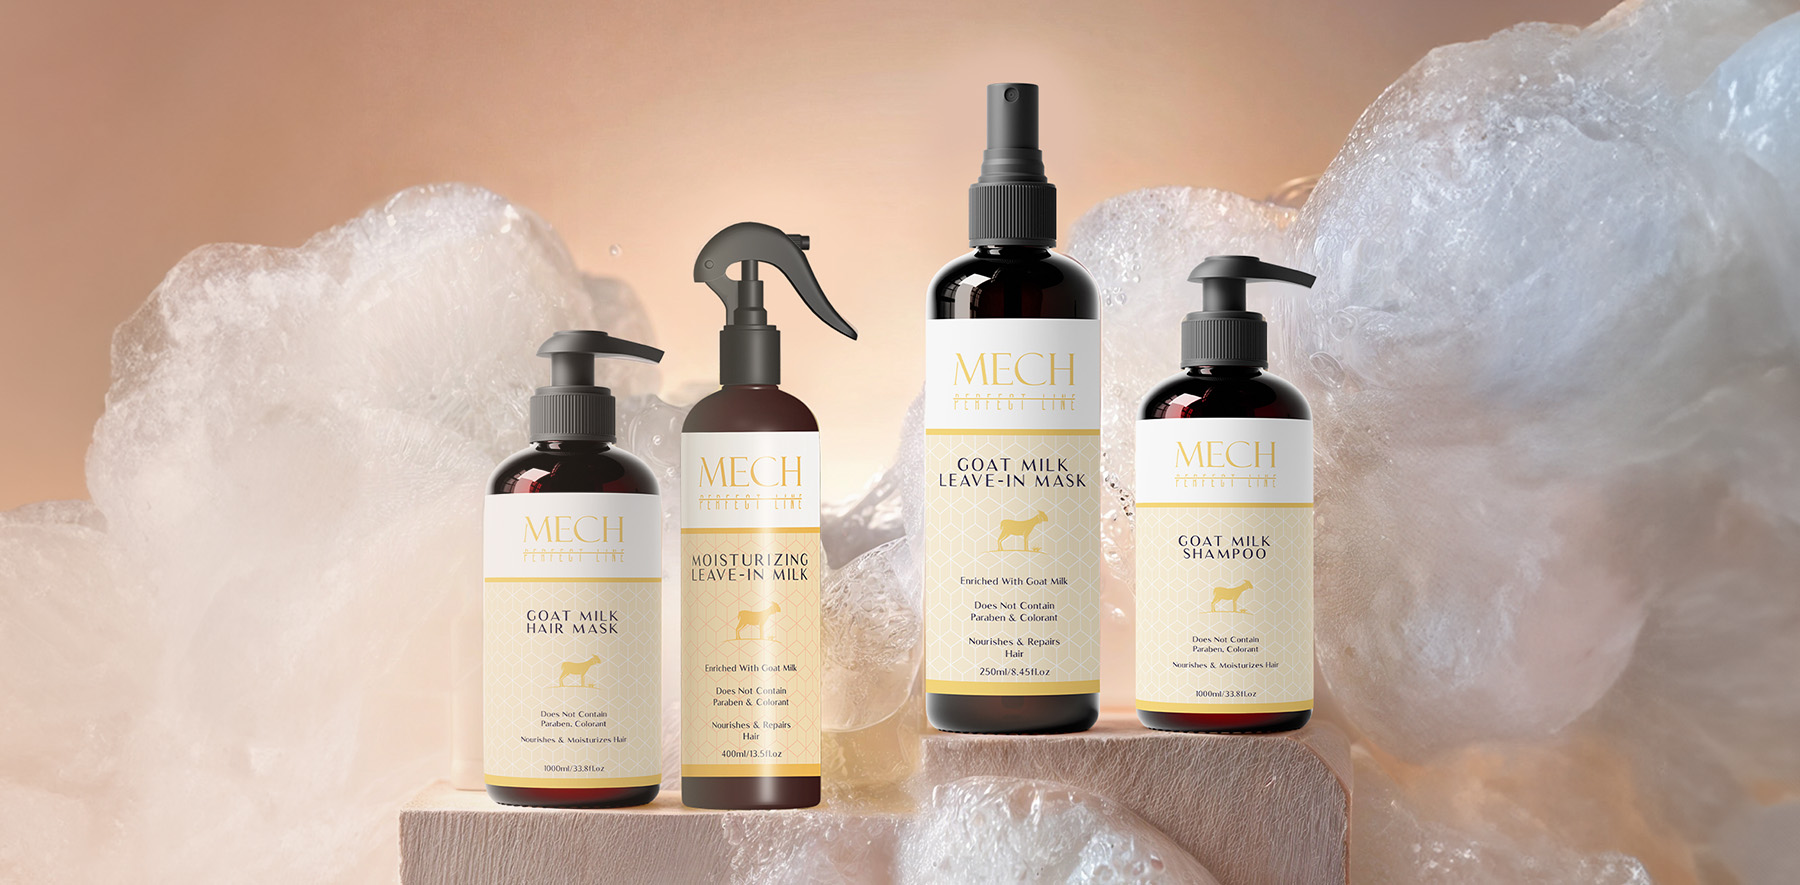 MECH
PERFECT LINE
GOAT MILK
HAIR MASK
Does Not Contain
Paraben, Colorant
Nourishes & Moisturizes Hair
1000ml/33,8fl.oz
MECH
PERFECT LINE
MOISTURIZING
LEAVE-IN MILK
Enriched With Goat Milk
Does Not Contain
Paraben & Colorant
Nourishes & Repairs
Hair
400ml/13.5fl.oz
MECH
PERFECT LINE
GOAT MILK
LEAVE-IN MASK
Enriched With Goat Milk
Does Not Contain
Paraben & Colorant
Nourishes & Repairs
Hair
250ml/8.45fl.oz
MECH
PERFECT LINE
GOAT MILK
SHAMPOO
Does Not Contain
Paraben, Colorant
Nourishes & Moisturizes Hair
1000ml/33.8fl.oz